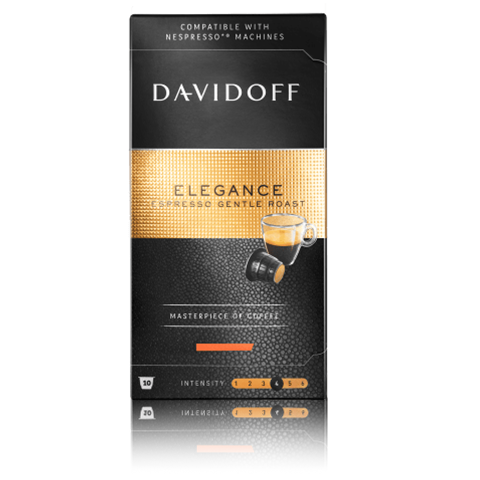 COMPATIBLE WITH
NESPRESSO®* MACHINES
DAVIDOFF
ELEGANCE
ESPRESSO GENTLE ROAST
MASTERPIECE OF COFFEE
10 INTENSITY 1 2 3 4 5 6